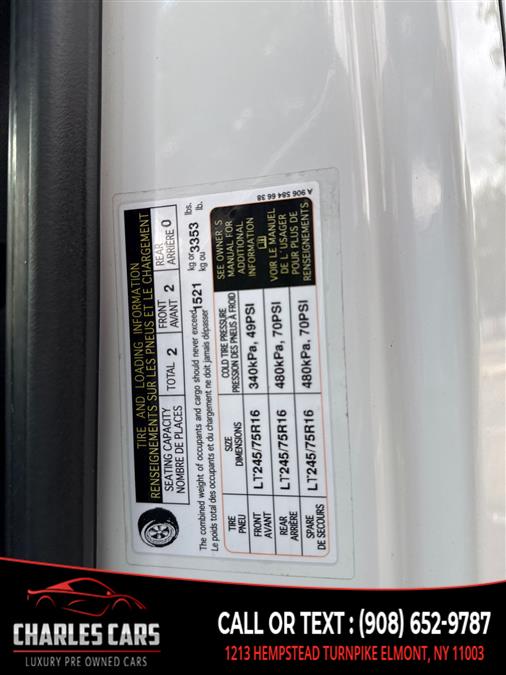 TIRE AND LOADING INFORMATION
RENSEIGNEMENTS SUR LES PNEUS ET LE CHARGEMENT
SEATING CAPACITY
NOMBRE DE PLACES
TOTAL 2
FRONT
AVANT 2
REAR
ARRIÈRE 0
The combined weight of occupants and cargo should never exceed 1521 kg or 3353 lbs.
Le poids total des occupants et du chargement ne doit jamais dépasser kg ou lb.
TIRE
PNEU
SIZE
DIMENSIONS
COLD TIRE PRESSURE
PRESSION DES PNEUS À FROID
FRONT
AVANT
LT245/75R16
340kPa, 49PSI
REAR
ARRIÈRE
LT245/75R16
480kPa, 70PSI
SPARE
DE SECOURS
LT245/75R16
480kPa, 70PSI
SEE OWNER'S
MANUAL FOR
ADDITIONAL
INFORMATION
VOIR LE MANUEL
DE L'USAGER
POUR PLUS DE
RENSEIGNEMENTS
A 906 584 66 38
CHARLES CARS
LUXURY PRE OWNED CARS
CALL OR TEXT : (908) 652-9787
1213 HEMPSTEAD TURNPIKE ELMONT, NY 11003